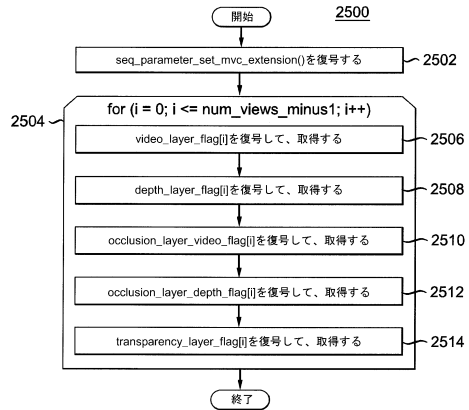 開始
2500
seq_parameter_set_mvc_extension()を復号する
2502
2504
for (i = 0; i <= num_views_minus1; i++)
video_layer_flag[i]を復号して、取得する
2506
depth_layer_flag[i]を復号して、取得する
2508
occlusion_layer_video_flag[i]を復号して、取得する
2510
occlusion_layer_depth_flag[i]を復号して、取得する
2512
transparency_layer_flag[i]を復号して、取得する
2514
終了